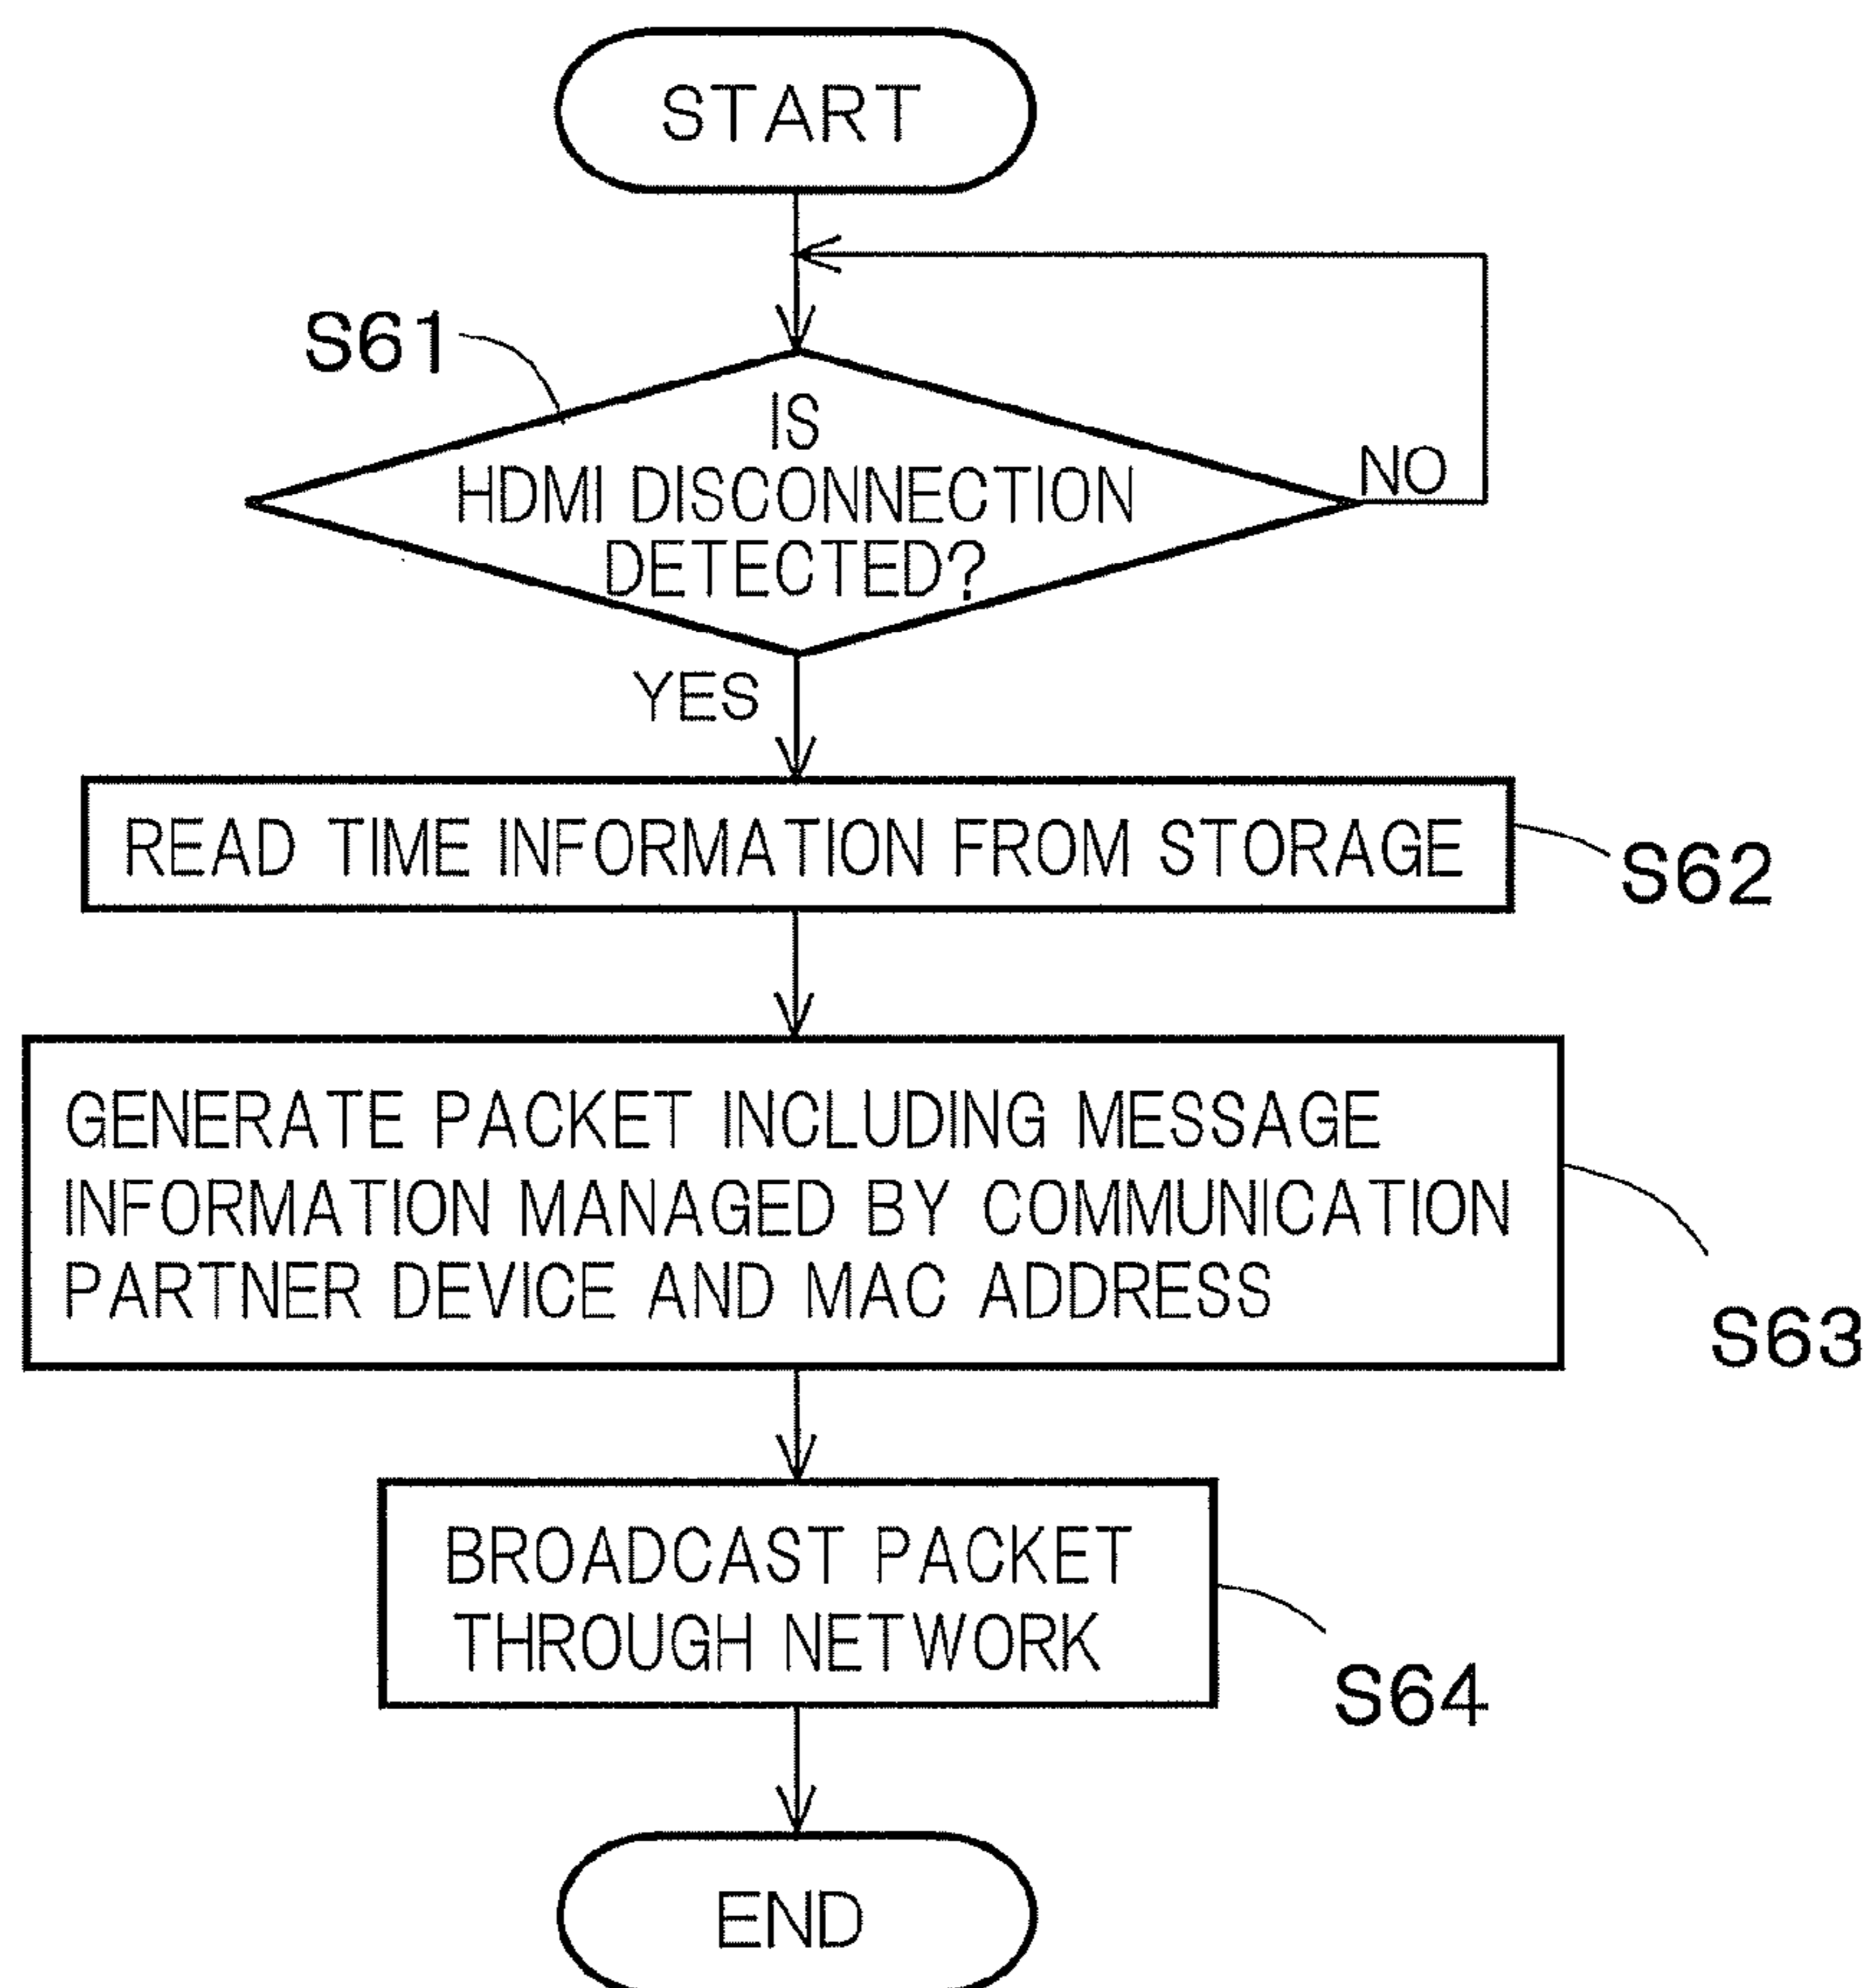 START
S61
IS
HDMI DISCONNECTION
DETECTED?
NO
YES
READ TIME INFORMATION FROM STORAGE
S62
GENERATE PACKET INCLUDING MESSAGE
INFORMATION MANAGED BY COMMUNICATION
PARTNER DEVICE AND MAC ADDRESS
S63
BROADCAST PACKET
THROUGH NETWORK
S64
END